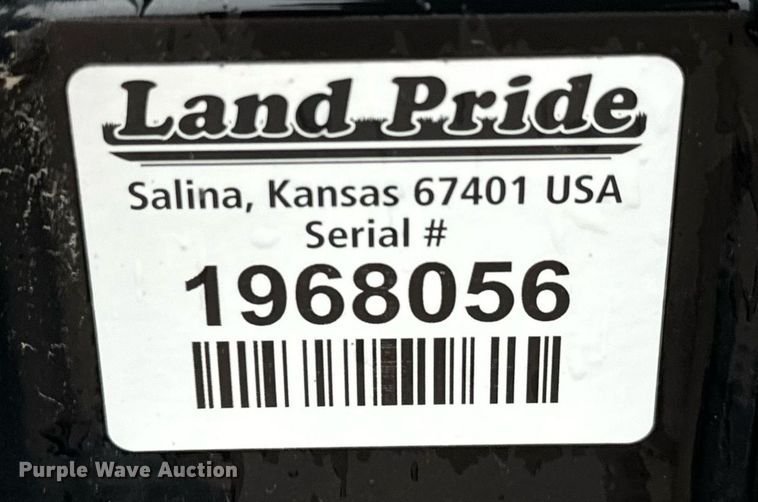 Land Pride
Salina, Kansas 67401 USA
Serial #
1968056
Purple Wave Auction